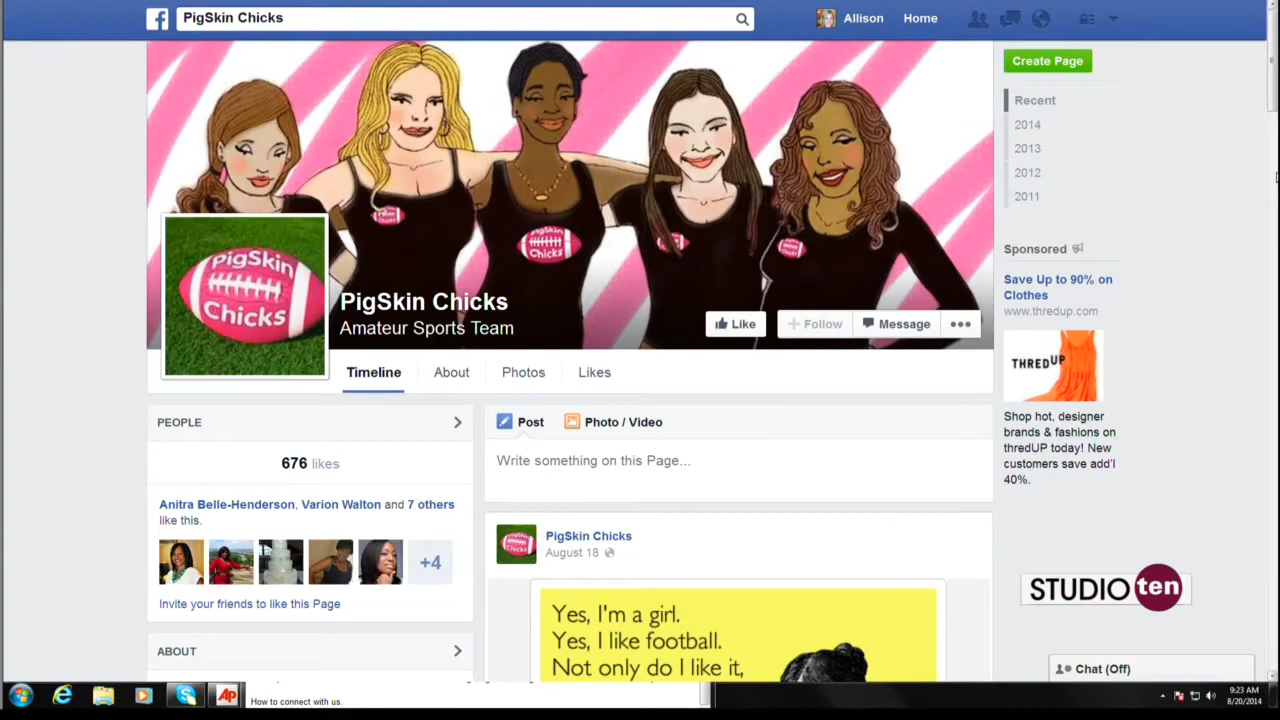 PigSkin Chicks
Allison
Home
Create Page
Recent
2014
2013
2012
2011
PigSkin
Chicks
PigSkin
Chicks
PigSkin Chicks
Amateur Sports Team
Like
Follow
Message
Timeline
About
Photos
Likes
Sponsored
Save Up to 90% on
Clothes
www.thredup.com
THREDUP
Shop hot, designer
brands & fashions on
thredUP today! New
customers save add'l
40%.
PEOPLE
676 likes
Anitra Belle-Henderson, Varion Walton and 7 others
like this.
+4
Invite your friends to like this Page
ABOUT
Post
Photo / Video
Write something on this Page...
PigSkin Chicks
August 18
Yes, I'm a girl.
Yes, I like football.
Not only do I like it,
STUDIO ten
Chat (Off)
How to connect with us.
AP
9:23 AM
8/20/2014